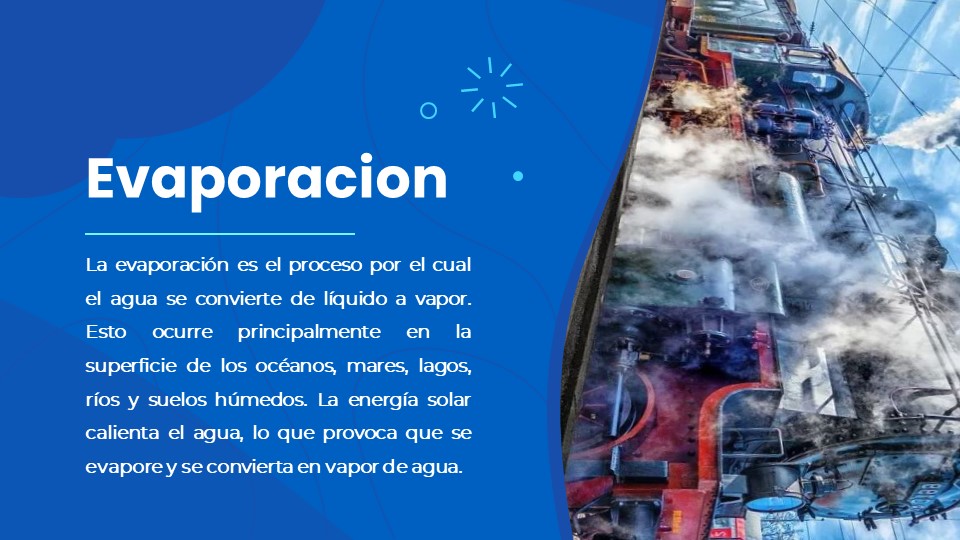 Evaporacion
La evaporación es el proceso por el cual
el agua se convierte de líquido a vapor.
Esto ocurre principalmente en la
superficie de los océanos, mares, lagos,
ríos y suelos húmedos. La energía solar
calienta el agua, lo que provoca que se
evapore y se convierta en vapor de agua.